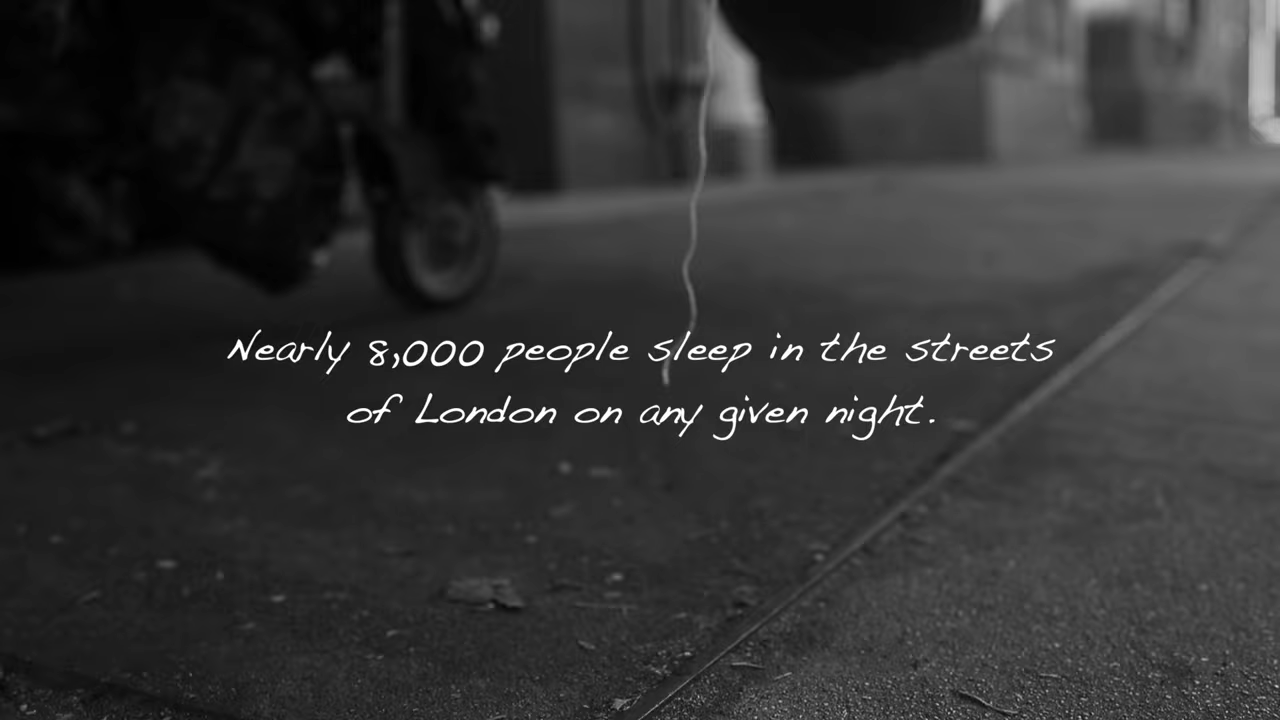 Nearly 8,000 people sleep in the streets
of London on any given night.